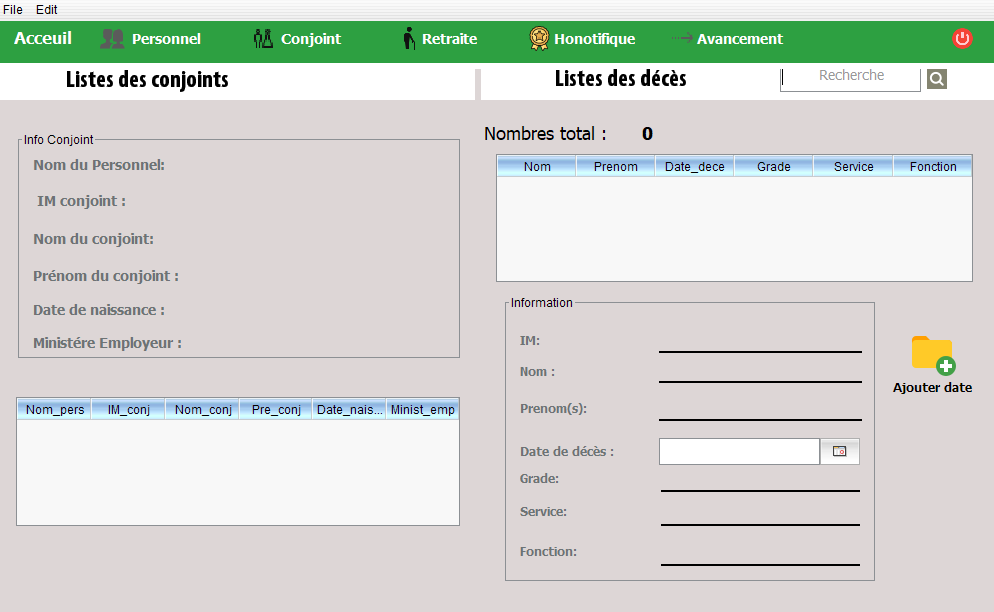 File Edit
Acceuil Personnel Conjoint Retraite Honotifique Avancement
Listes des conjoints
Listes des décès
Recherche
Info Conjoint
Nom du Personnel:
IM conjoint :
Nom du conjoint:
Prénom du conjoint :
Date de naissance :
Ministére Employeur :
Nom_pers IM_conj Nom_conj Pre_conj Date_nais... Minist_emp
Nombres total : 0
Nom Prenom Date_dece Grade Service Fonction
Information
IM:
Nom :
Prenom(s):
Date de décès :
Grade:
Service:
Fonction:
Ajouter date